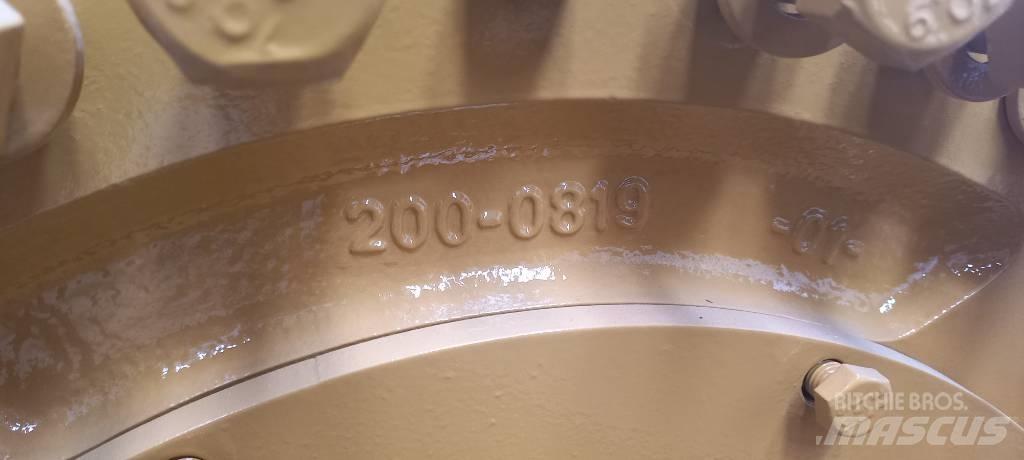 200-0819 -01-
RITCHIE BROS.
MASCUS